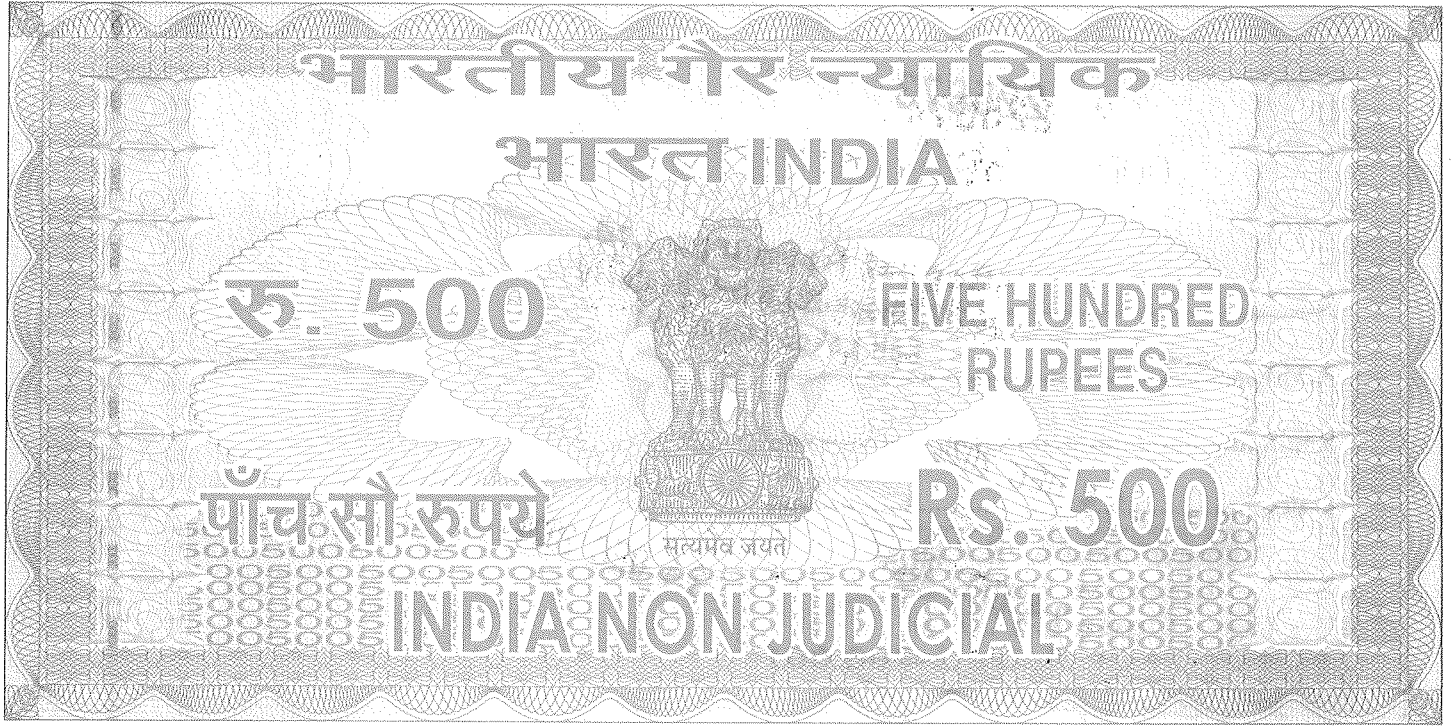 भारतीय गैर न्यायिक
भारत INDIA
रु. 500
FIVE HUNDRED
RUPEES
पाँच सौ रुपये
Rs. 500
सत्यमेव जयते
INDIA NON JUDICIAL